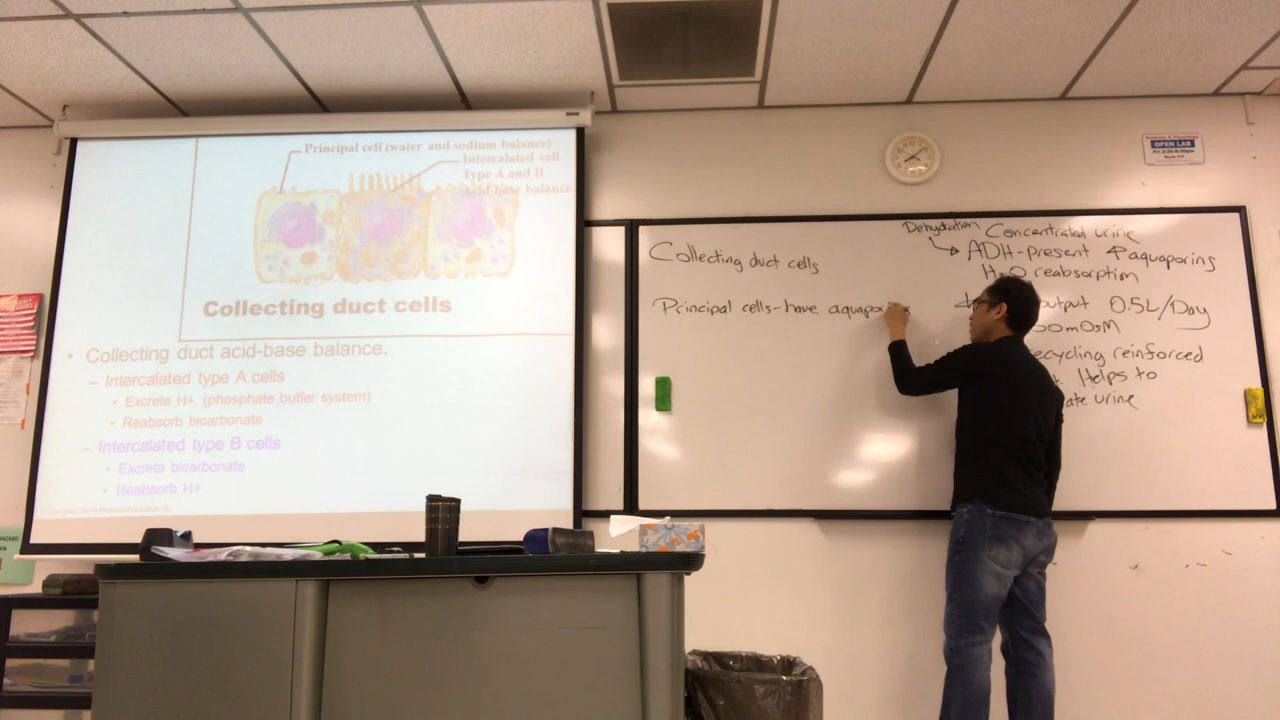 Principal cell (water and sodium balance)
Intercalated cell
Type A and B
Acid-base balance
Collecting duct cells
• Collecting duct acid-base balance.
– Intercalated type A cells
• Excrete H+ (phosphate buffer system)
• Reabsorb bicarbonate
– Intercalated type B cells
• Excrete bicarbonate
• Reabsorb H+
Collecting duct cells
Principal cells-have
Dehydration Concentrated urine
ADH-present ↑aquaporins
H2O reabsorption
output 0.5L/Day
mOsM
reinforced
Helps to
urine
OPEN LAB